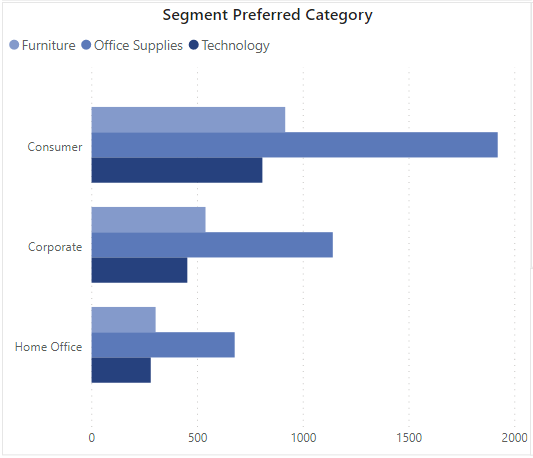 Segment Preferred Category
Furniture Office Supplies Technology
Consumer
Corporate
Home Office
0 500 1000 1500 2000